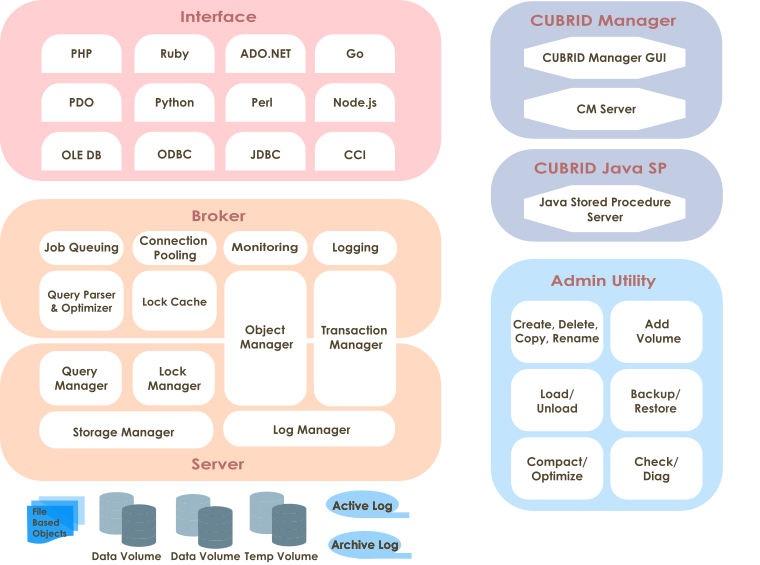 Interface
PHP
Ruby
ADO.NET
Go
PDO
Python
Perl
Node.js
OLE DB
ODBC
JDBC
CCI
Broker
Job Queuing
Connection
Pooling
Monitoring
Logging
Query Parser
& Optimizer
Lock Cache
Object
Manager
Transaction
Manager
Query
Manager
Lock
Manager
Storage Manager
Log Manager
Server
File
Based
Objects
Data Volume
Data Volume
Temp Volume
Active Log
Archive Log
CUBRID Manager
CUBRID Manager GUI
CM Server
CUBRID Java SP
Java Stored Procedure
Server
Admin Utility
Create, Delete,
Copy, Rename
Add
Volume
Load/
Unload
Backup/
Restore
Compact/
Optimize
Check/
Diag